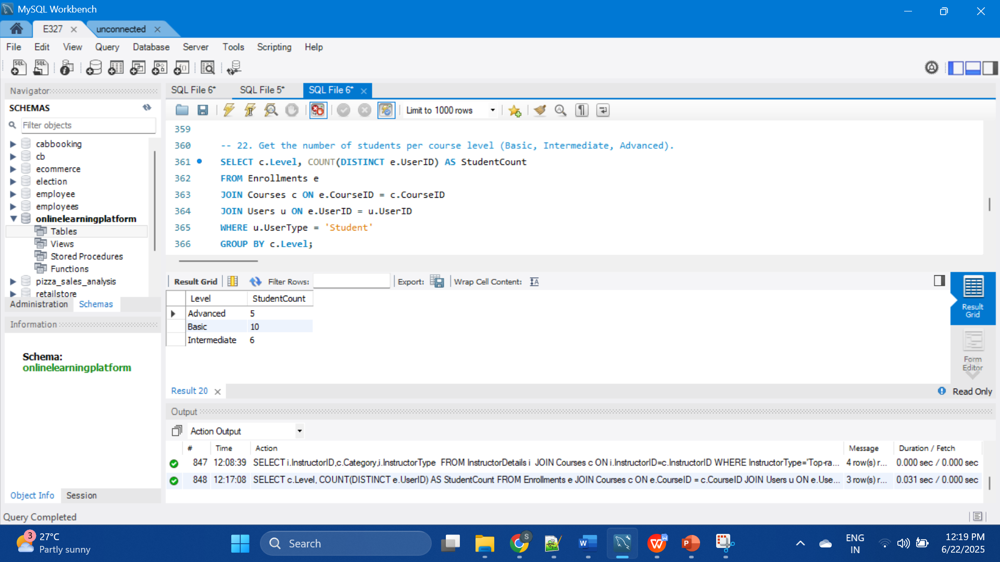 MySQL Workbench
E327
unconnected
File Edit View Query Database Server Tools Scripting Help
Navigator
SCHEMAS
Filter objects
cabbooking
cb
ecommerce
election
employee
employees
onlinelearningplatform
Tables
Views
Stored Procedures
Functions
pizza_sales_analysis
retailstore
Administration Schemas
Information
Schema:
onlinelearningplatform
Object Info Session
SQL File 6* SQL File 5* SQL File 6*
Limit to 1000 rows
359
360 -- 22. Get the number of students per course level (Basic, Intermediate, Advanced).
361 SELECT c.Level, COUNT(DISTINCT e.UserID) AS StudentCount
362 FROM Enrollments e
363 JOIN Courses c ON e.CourseID = c.CourseID
364 JOIN Users u ON e.UserID = u.UserID
365 WHERE u.UserType = 'Student'
366 GROUP BY c.Level;
Result Grid Filter Rows: Export: Wrap Cell Content:
Level StudentCount
Advanced 5
Basic 10
Intermediate 6
Result
Grid
Form
Editor
Result 20
Read Only
Output
Action Output
# Time Action Message Duration / Fetch
847 12:08:39 SELECT i.InstructorID,c.Category,i.InstructorType FROM InstructorDetails i JOIN Courses c ON i.InstructorID=c.InstructorID WHERE InstructorType='Top-ra... 4 row(s) r... 0.000 sec / 0.000 sec
848 12:17:08 SELECT c.Level, COUNT(DISTINCT e.UserID) AS StudentCount FROM Enrollments e JOIN Courses c ON e.CourseID = c.CourseID JOIN Users u ON e.Use... 3 row(s) r... 0.031 sec / 0.000 sec
Query Completed
3
27°C
Partly sunny
Search
S
ENG
IN
12:19 PM
6/22/2025